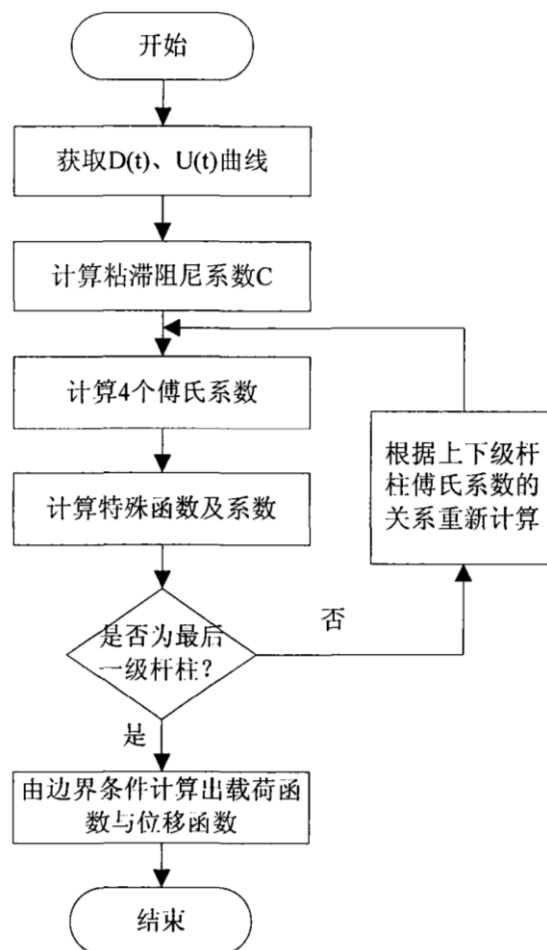 开始
获取D(t)、U(t)曲线
计算粘滞阻尼系数C
计算4个傅氏系数
计算特殊函数及系数
根据上下级杆
柱傅氏系数的
关系重新计算
是否为最后
一级杆柱？
否
是
由边界条件计算出载荷函
数与位移函数
结束